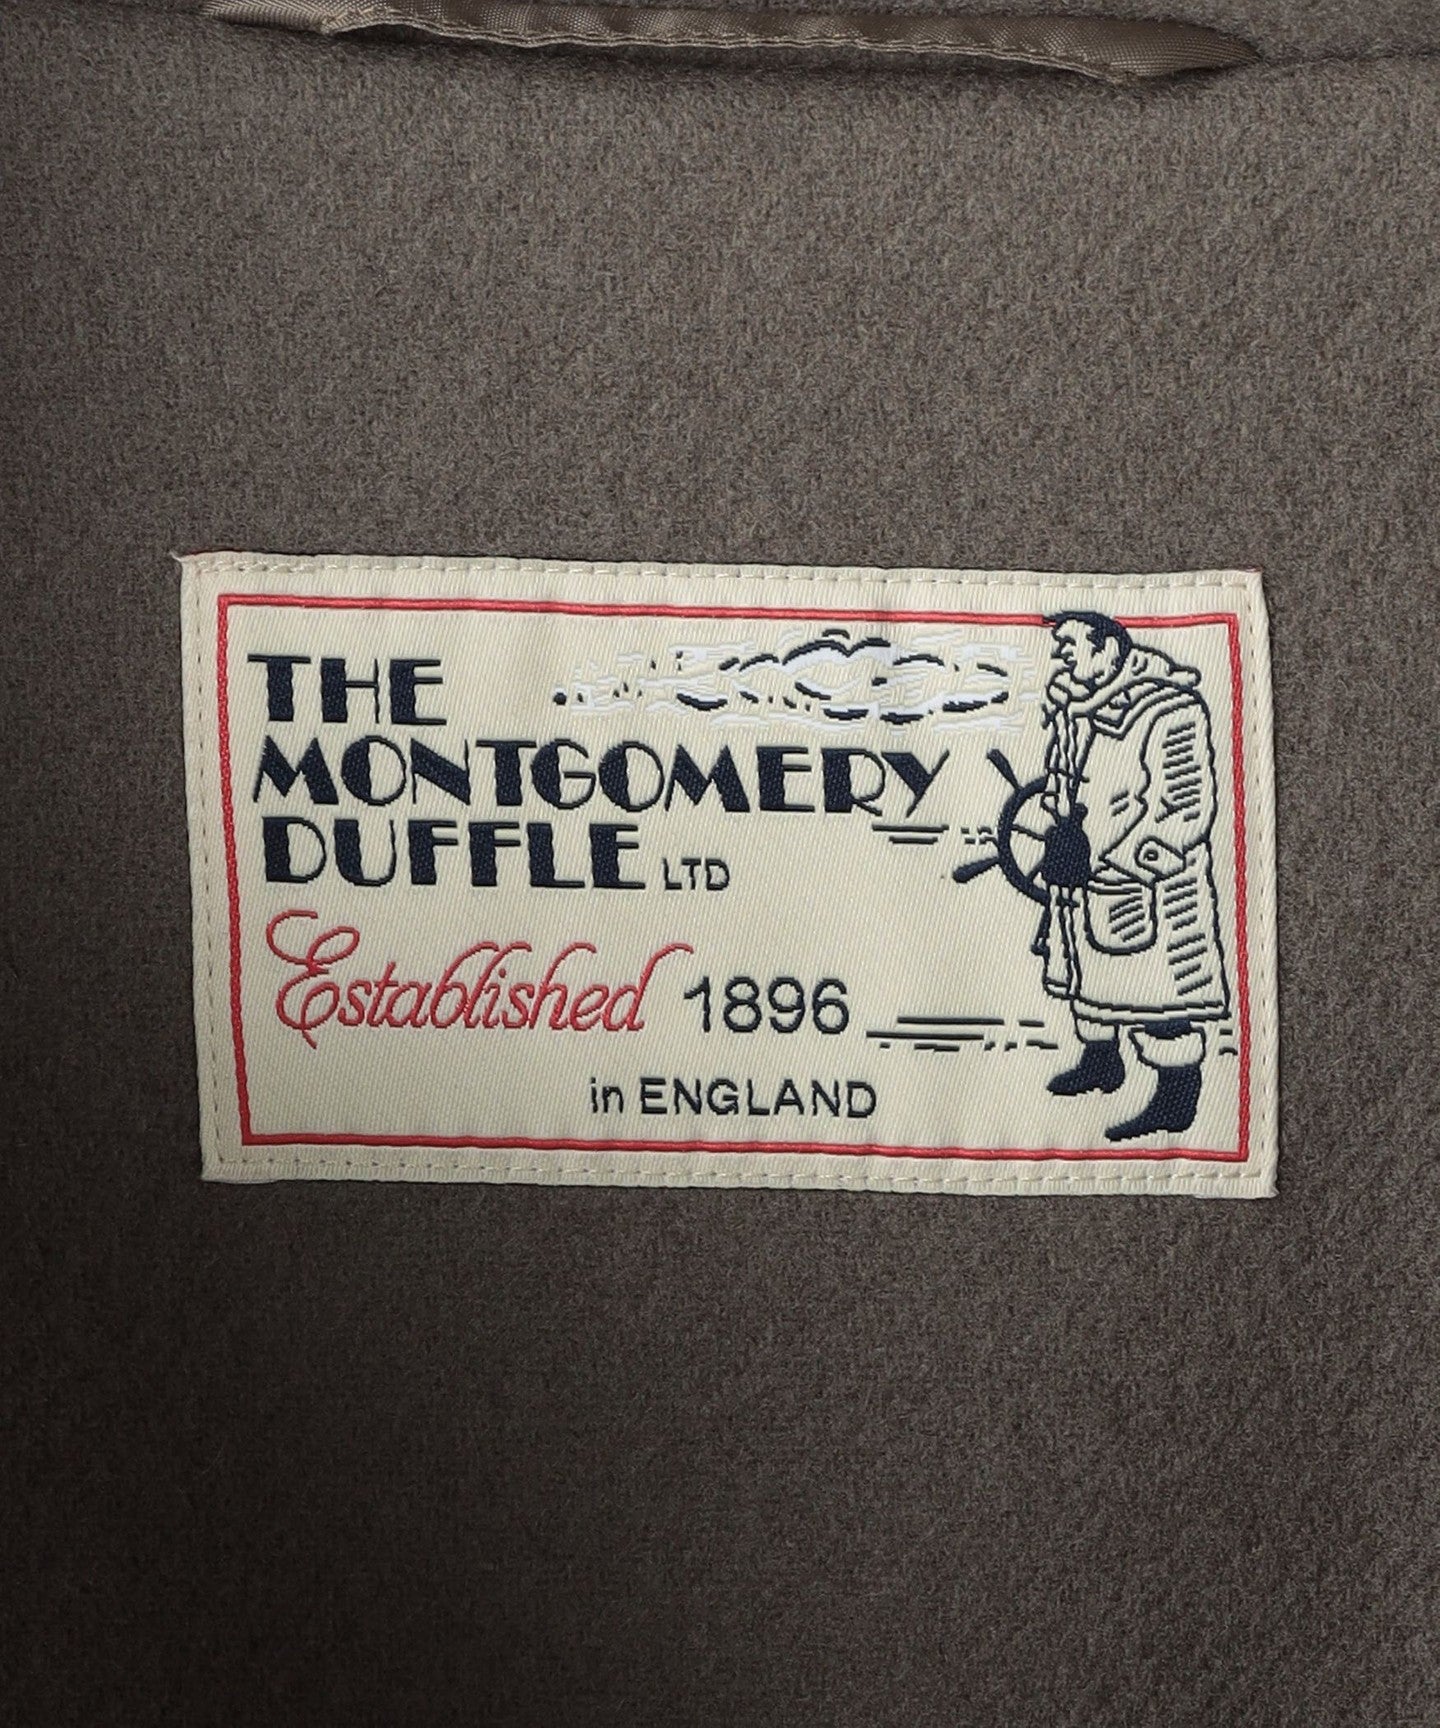 THE
MONTGOMERY
DUFFLE LTD
Established 1896
in ENGLAND